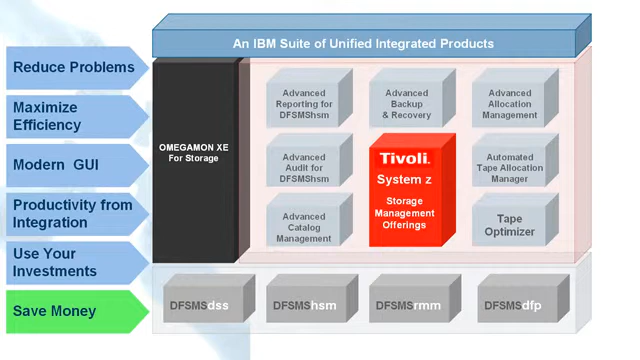 An IBM Suite of Unified Integrated Products
Reduce Problems
Maximize
Efficiency
Modern GUI
Productivity from
Integration
Use Your
Investments
Save Money
OMEGAMON XE
For Storage
Advanced
Reporting for
DFSMShsm
Advanced
Backup
& Recovery
Advanced
Allocation
Management
Advanced
Audit for
DFSMShsm
Tivoli.
System z
Storage
Management
Offerings
Automated
Tape Allocation
Manager
Advanced
Catalog
Management
Tape
Optimizer
DFSMSdss
DFSMShsm
DFSMSrmm
DFSMSdfp